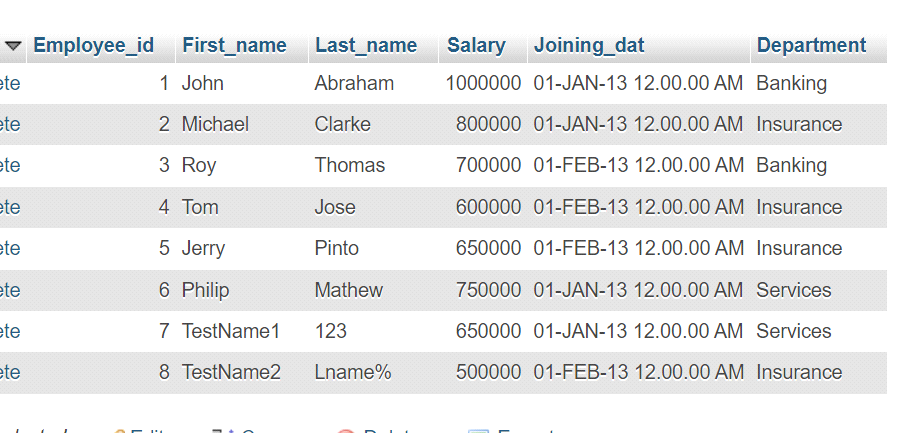 Employee_id First_name Last_name Salary Joining_dat Department
ete 1 John Abraham 1000000 01-JAN-13 12.00.00 AM Banking
ete 2 Michael Clarke 800000 01-JAN-13 12.00.00 AM Insurance
ete 3 Roy Thomas 700000 01-FEB-13 12.00.00 AM Banking
ete 4 Tom Jose 600000 01-FEB-13 12.00.00 AM Insurance
ete 5 Jerry Pinto 650000 01-FEB-13 12.00.00 AM Insurance
ete 6 Philip Mathew 750000 01-JAN-13 12.00.00 AM Services
ete 7 TestName1 123 650000 01-JAN-13 12.00.00 AM Services
ete 8 TestName2 Lname% 500000 01-FEB-13 12.00.00 AM Insurance
Edit